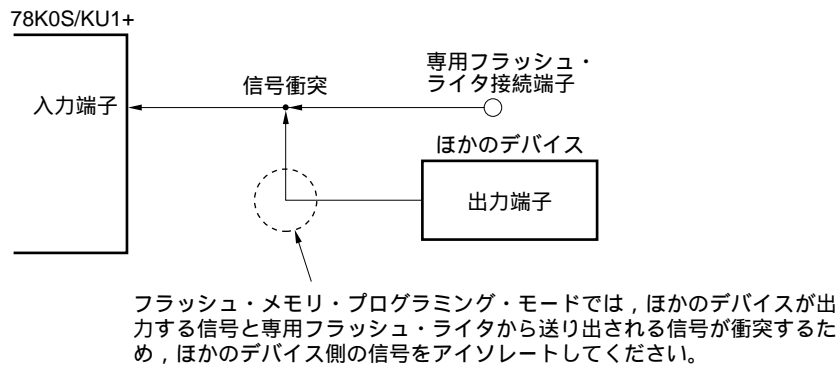 78K0S/KU1+
専用フラッシュ・
ライタ接続端子
信号衝突
入力端子
ほかのデバイス
出力端子
フラッシュ・メモリ・プログラミング・モードでは，ほかのデバイスが出
力する信号と専用フラッシュ・ライタから送り出される信号が衝突するた
め，ほかのデバイス側の信号をアイソレートしてください。